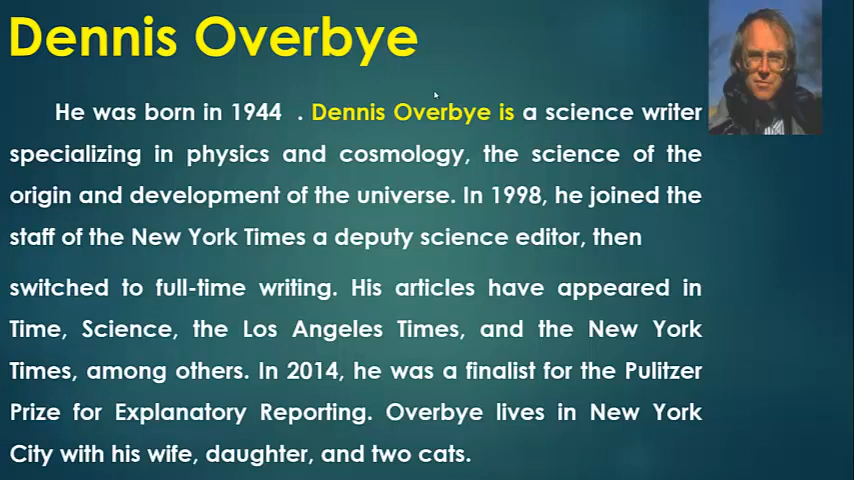 Dennis Overbye
He was born in 1944 . Dennis Overbye is a science writer
specializing in physics and cosmology, the science of the
origin and development of the universe. In 1998, he joined the
staff of the New York Times a deputy science editor, then
switched to full-time writing. His articles have appeared in
Time, Science, the Los Angeles Times, and the New York
Times, among others. In 2014, he was a finalist for the Pulitzer
Prize for Explanatory Reporting. Overbye lives in New York
City with his wife, daughter, and two cats.